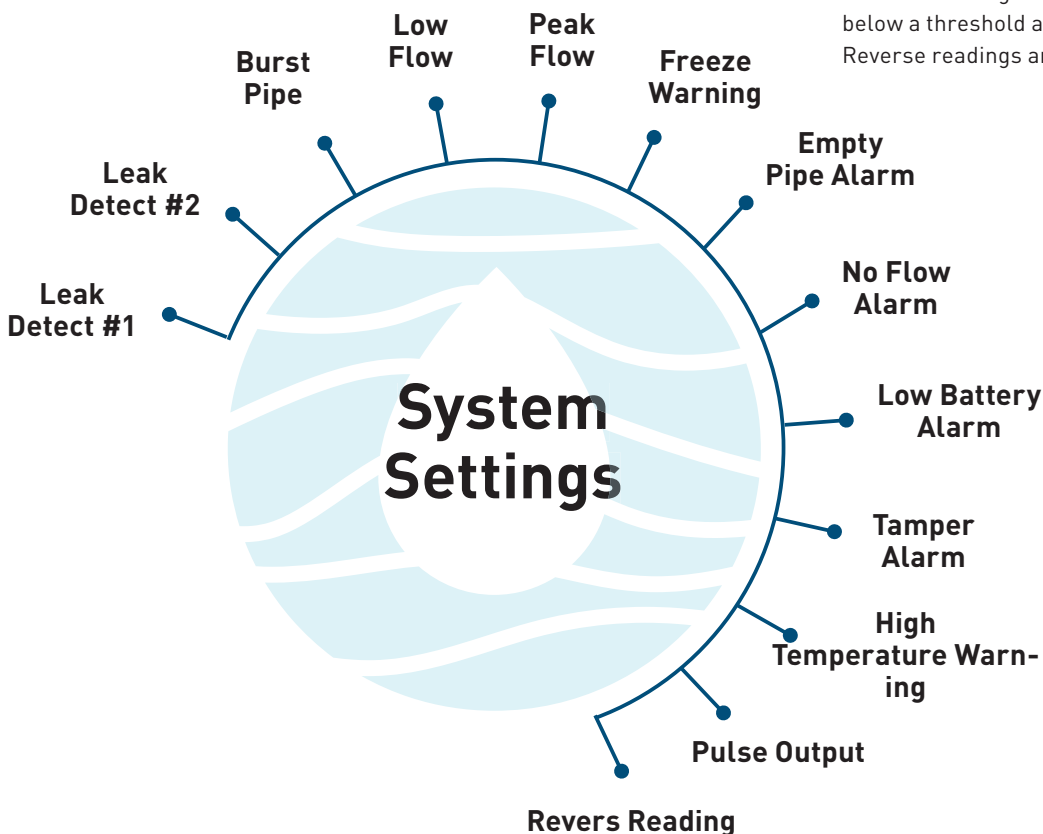 below a threshold a
Reverse readings a
Low
Flow
Peak
Flow
Burst
Pipe
Freeze
Warning
Leak
Detect #2
Empty
Pipe Alarm
Leak
Detect #1
No Flow
Alarm
System
Settings
Low Battery
Alarm
Tamper
Alarm
High
Temperature Warn-
ing
Pulse Output
Revers Reading